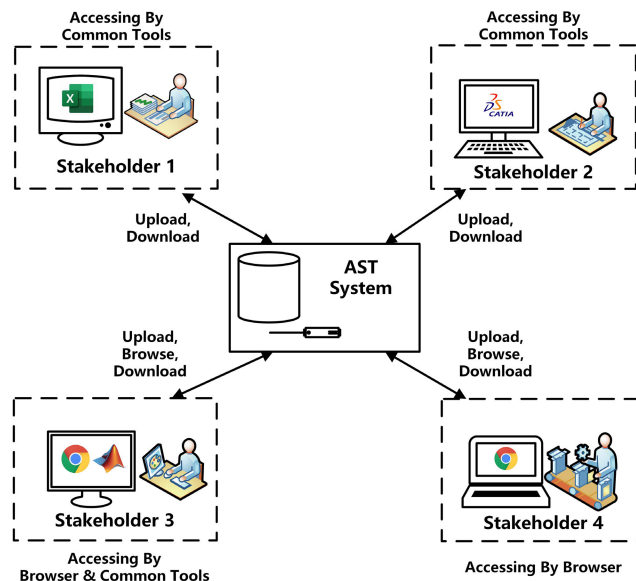 Accessing By
Common Tools
X
Stakeholder 1
Accessing By
Common Tools
DS
CATIA
Stakeholder 2
Upload,
Download
Upload,
Download
AST
System
Upload,
Browse,
Download
Upload,
Browse,
Download
Stakeholder 3
Accessing By
Browser & Common Tools
Stakeholder 4
Accessing By Browser